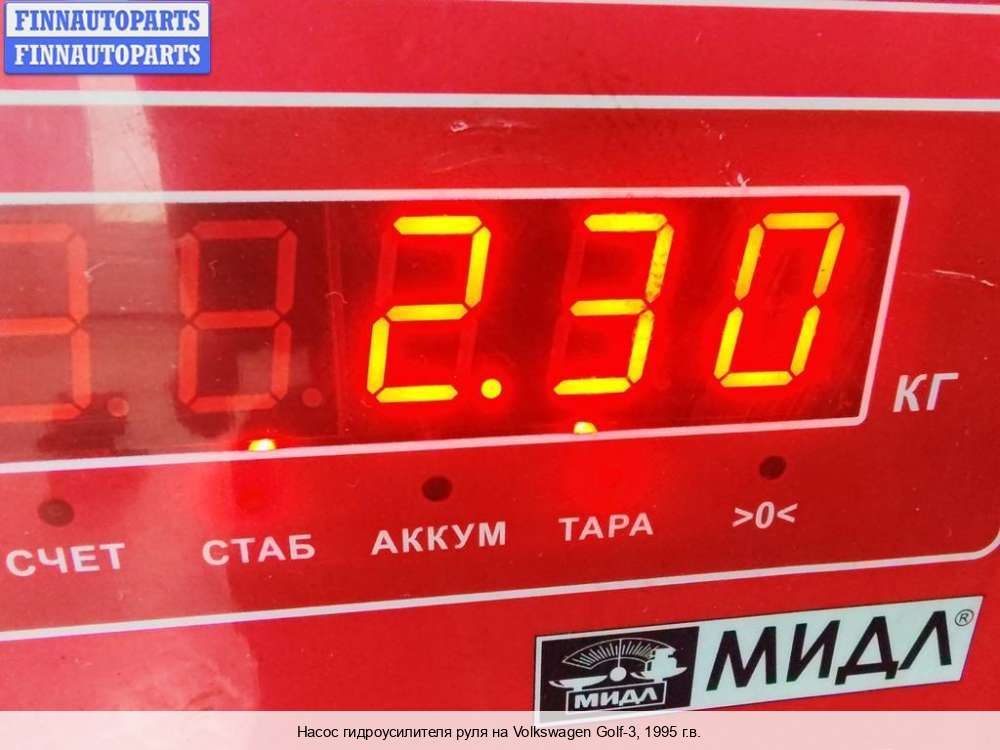 FINNAUTOPARTS
FINNAUTOPARTS
2.30
КГ
СЧЕТ СТАБ АККУМ ТАРА >0<
МИДЛ МИДЛ®
Насос гидроусилителя руля на Volkswagen Golf-3, 1995 г.в.